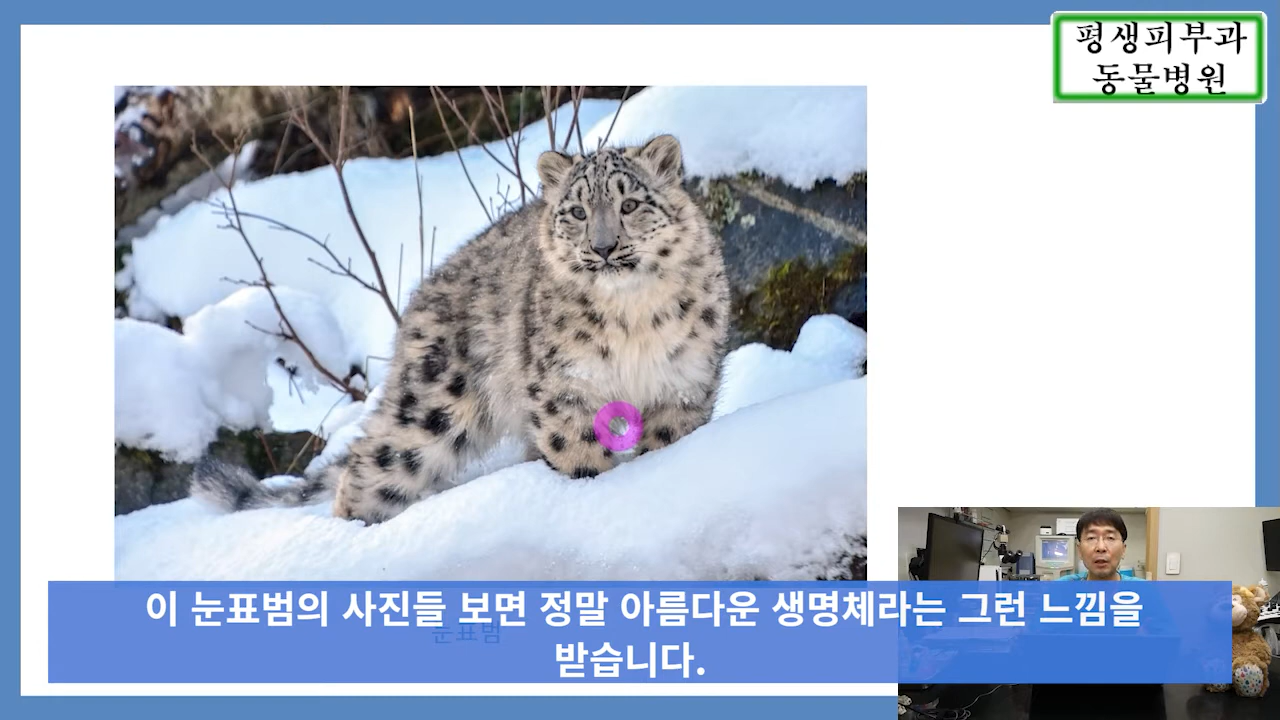 평생피부과
동물병원
이 눈표범의 사진들 보면 정말 아름다운 생명체라는 그런 느낌을
받습니다.
눈표범